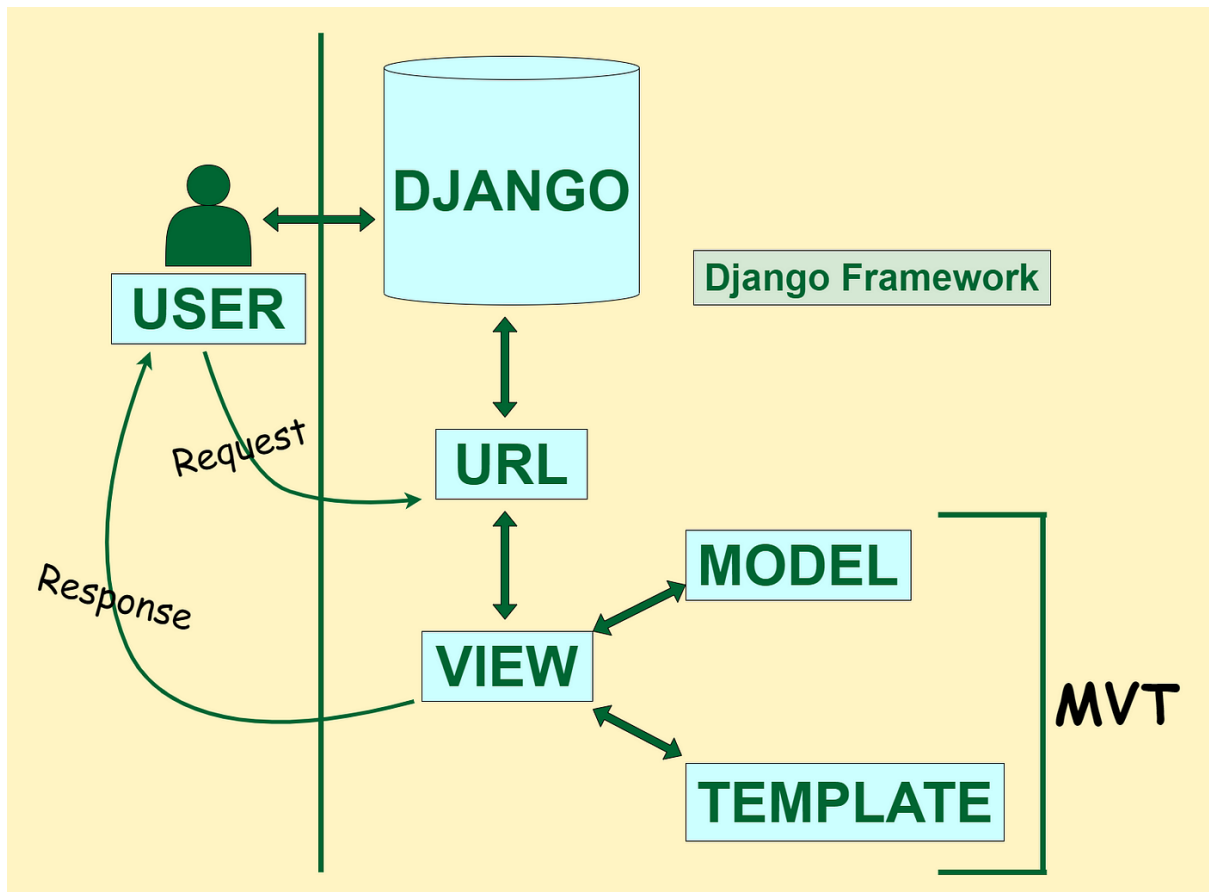 DJANGO
Django Framework
USER
Request
URL
MODEL
Response
VIEW
MVT
TEMPLATE